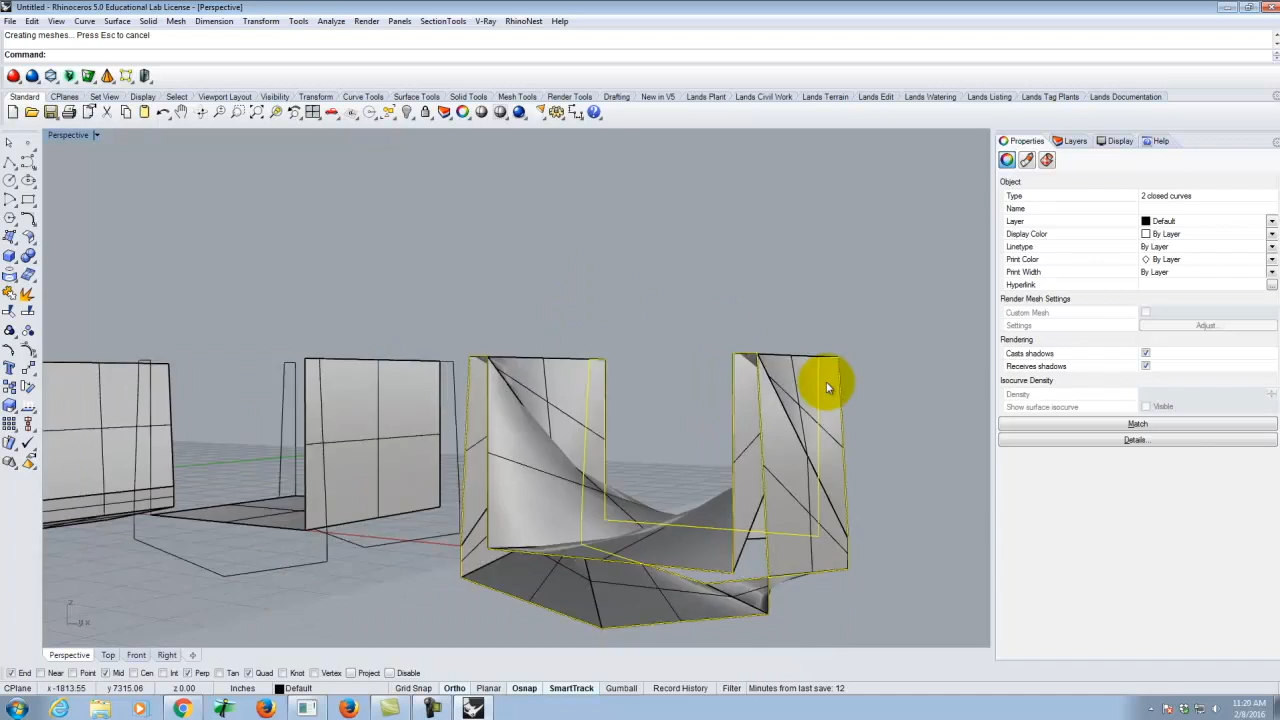 Untitled - Rhinoceros 5.0 Educational Lab License - [Perspective]
File Edit View Curve Surface Solid Mesh Dimension Transform Tools Analyze Render Panels SectionTools V-Ray RhinoNest Help
Creating meshes... Press Esc to cancel
Command:
Standard CPlanes Set View Display Select Viewport Layout Visibility Transform Curve Tools Surface Tools Solid Tools Mesh Tools Render Tools Drafting New in V5 Lands Plant Lands Civil Work Lands Terrain Lands Edit Lands Watering Lands Listing Lands Tag Plants Lands Documentation
Perspective
Properties Layers Display Help
Object
Type 2 closed curves
Name
Layer Default
Display Color By Layer
Linetype By Layer
Print Color By Layer
Print Width By Layer
Hyperlink
Render Mesh Settings
Custom Mesh
Settings Adjust...
Rendering
Casts shadows
Receives shadows
Isocurve Density
Density
Show surface isocurve Visible
Match
Details...
z
y x
Perspective Top Front Right
End Near Point Mid Cen Int Perp Tan Quad Knot Vertex Project Disable
CPlane x -1813.55 y 7315.06 z 0.00 Inches Default Grid Snap Ortho Planar Osnap SmartTrack Gumball Record History Filter Minutes from last save: 12
11:20 AM
2/8/2016